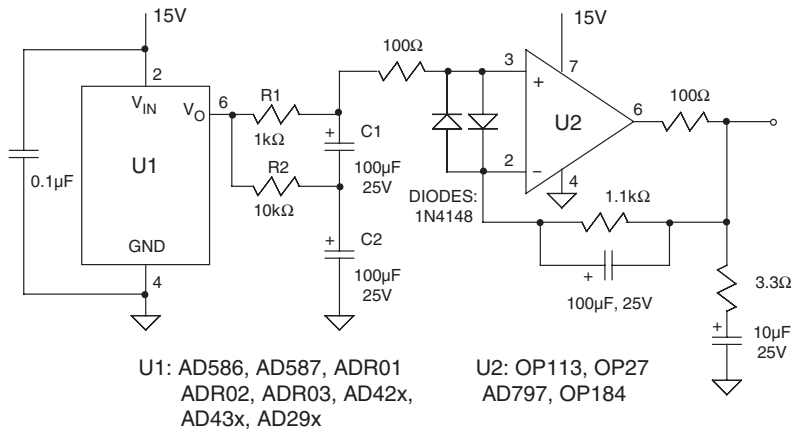 15V
15V
100Ω
2
3
7
V_IN
V_O
6
R1
+
6
100Ω
U1
1kΩ
+
C1
U2
0.1µF
R2
100µF
25V
2
−
4
10kΩ
DIODES:
1N4148
1.1kΩ
GND
+
C2
4
100µF
25V
+
100µF, 25V
3.3Ω
+
10µF
25V
U1: AD586, AD587, ADR01
ADR02, ADR03, AD42x,
AD43x, AD29x
U2: OP113, OP27
AD797, OP184